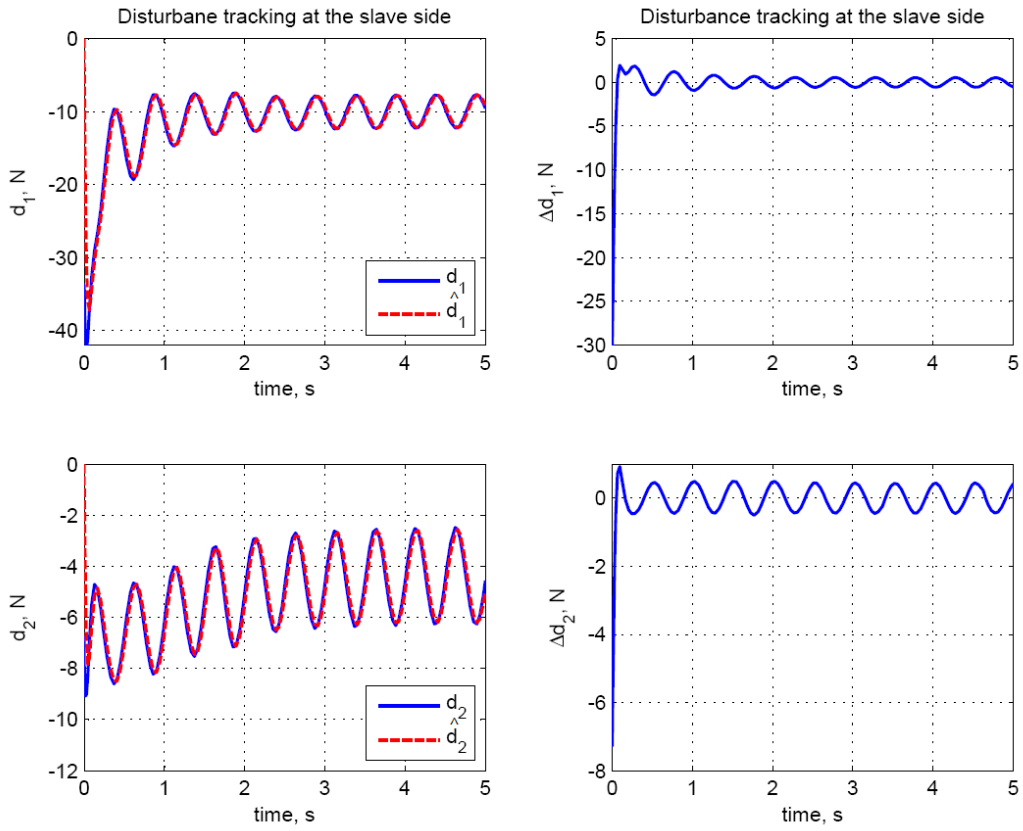 Disturbane tracking at the slave side
0
-10
-20
-30
-40
d₁, N
d₁
d̂₁
0 1 2 3 4 5
time, s
Disturbance tracking at the slave side
5
0
-5
-10
-15
-20
-25
-30
Δd₁, N
0 1 2 3 4 5
time, s
0
-2
-4
-6
-8
-10
-12
d₂, N
d₂
d̂₂
0 1 2 3 4 5
time, s
0
-2
-4
-6
-8
Δd₂, N
0 1 2 3 4 5
time, s